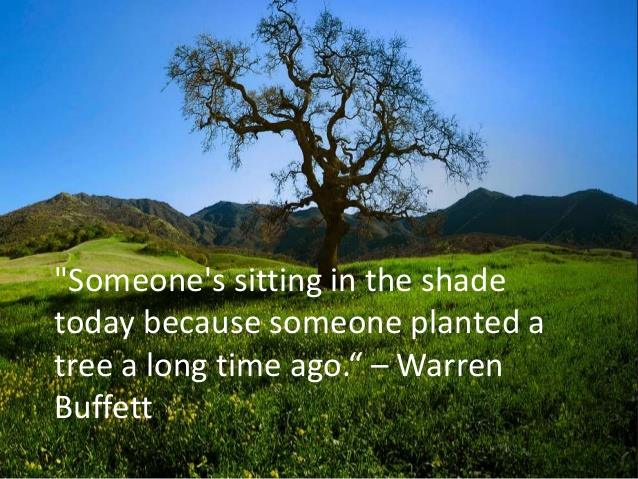 "Someone's sitting in the shade
today because someone planted a
tree a long time ago.“ – Warren
Buffett